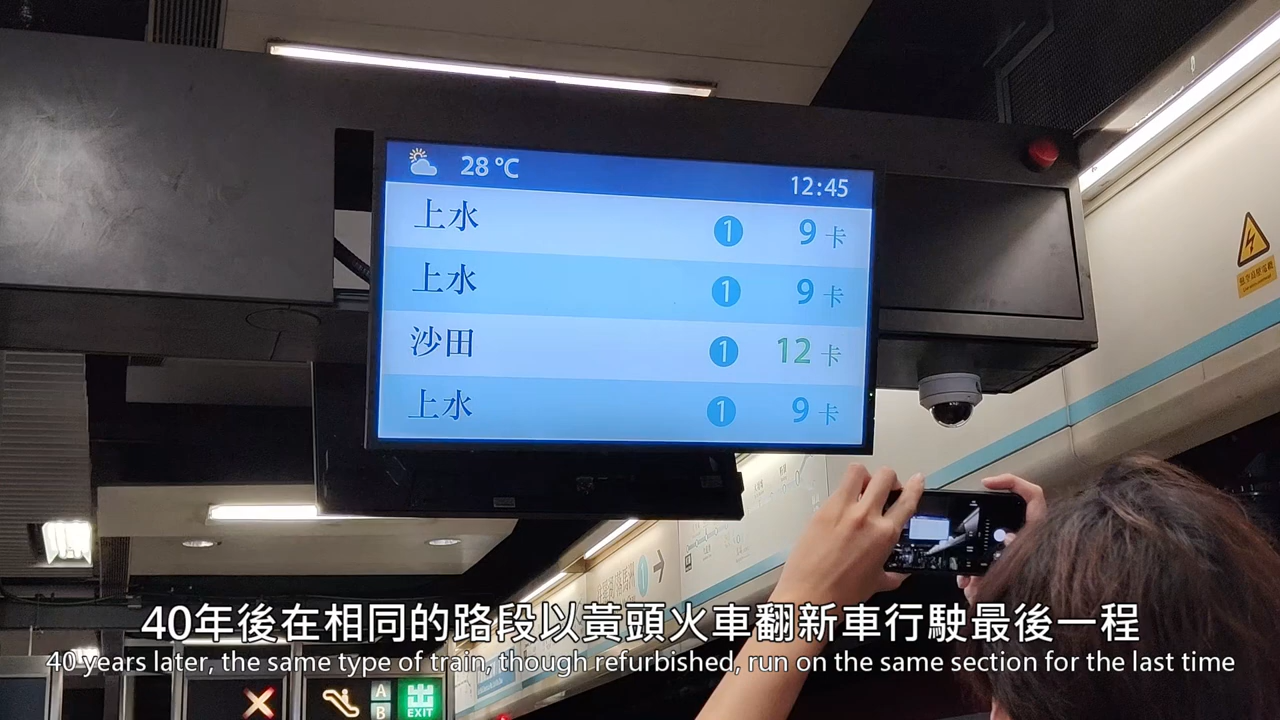 28 °C
12:45
上水 1 9 卡
上水 1 9 卡
沙田 1 12 卡
上水 1 9 卡
40年後在相同的路段以黃頭火車翻新車行駛最後一程
40 years later, the same type of train, though refurbished, run on the same section for the last time
A
B
EXIT